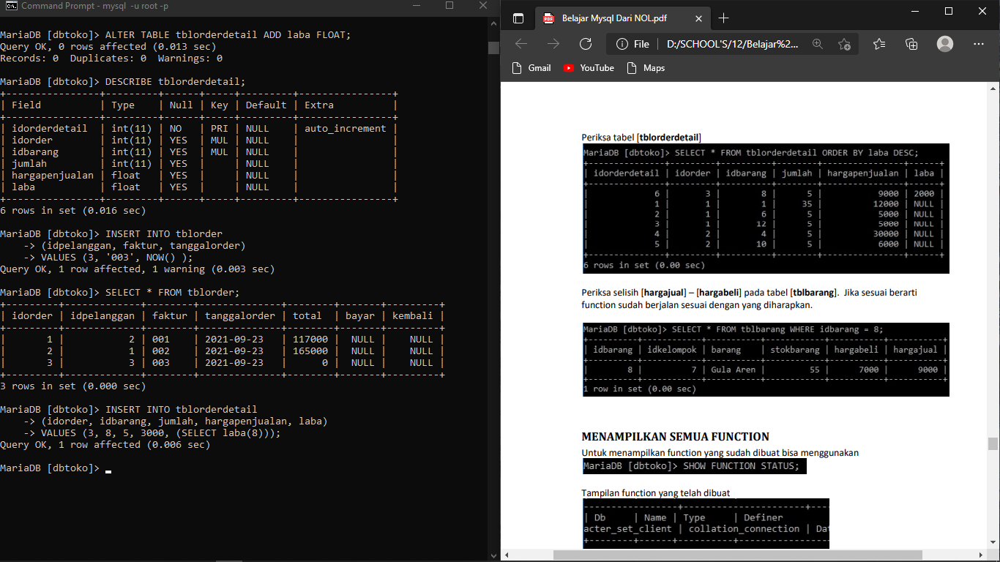 Command Prompt - mysql -u root -p
MariaDB [dbtoko]> ALTER TABLE tblorderdetail ADD laba FLOAT;
Query OK, 0 rows affected (0.013 sec)
Records: 0  Duplicates: 0  Warnings: 0
MariaDB [dbtoko]> DESCRIBE tblorderdetail;
+----------------+---------+------+-----+---------+----------------+
| Field          | Type    | Null | Key | Default | Extra          |
+----------------+---------+------+-----+---------+----------------+
| idorderdetail  | int(11) | NO   | PRI | NULL    | auto_increment |
| idorder        | int(11) | YES  | MUL | NULL    |                |
| idbarang       | int(11) | YES  | MUL | NULL    |                |
| jumlah         | int(11) | YES  |     | NULL    |                |
| hargapenjualan | float   | YES  |     | NULL    |                |
| laba           | float   | YES  |     | NULL    |                |
+----------------+---------+------+-----+---------+----------------+
6 rows in set (0.016 sec)
MariaDB [dbtoko]> INSERT INTO tblorder
    -> (idpelanggan, faktur, tanggalorder)
    -> VALUES (3, '003', NOW() );
Query OK, 1 row affected, 1 warning (0.003 sec)
MariaDB [dbtoko]> SELECT * FROM tblorder;
+---------+-------------+--------+--------------+--------+-------+---------+
| idorder | idpelanggan | faktur | tanggalorder | total  | bayar | kembali |
+---------+-------------+--------+--------------+--------+-------+---------+
|       1 |           2 | 001    | 2021-09-23   | 117000 |  NULL |    NULL |
|       2 |           1 | 002    | 2021-09-23   | 165000 |  NULL |    NULL |
|       3 |           3 | 003    | 2021-09-23   |      0 |  NULL |    NULL |
+---------+-------------+--------+--------------+--------+-------+---------+
3 rows in set (0.000 sec)
MariaDB [dbtoko]> INSERT INTO tblorderdetail
    -> (idorder, idbarang, jumlah, hargapenjualan, laba)
    -> VALUES (3, 8, 5, 3000, (SELECT laba(8)));
Query OK, 1 row affected (0.006 sec)
MariaDB [dbtoko]>
Belajar Mysql Dari NOL.pdf
File | D:/SCHOOL'S/12/Belajar%2...
Gmail YouTube Maps
Periksa tabel [tblorderdetail]
MariaDB [dbtoko]> SELECT * FROM tblorderdetail ORDER BY laba DESC;
+---------------+---------+----------+--------+----------------+------+
| idorderdetail | idorder | idbarang | jumlah | hargapenjualan | laba |
+---------------+---------+----------+--------+----------------+------+
|             6 |       3 |        8 |      5 |           9000 | 2000 |
|             1 |       1 |        1 |     35 |          12000 | NULL |
|             2 |       1 |        6 |      5 |           5000 | NULL |
|             3 |       1 |       12 |      5 |           5000 | NULL |
|             4 |       2 |        4 |      5 |          30000 | NULL |
|             5 |       2 |       10 |      5 |           6000 | NULL |
+---------------+---------+----------+--------+----------------+------+
6 rows in set (0.00 sec)
Periksa selisih [hargajual] – [hargabeli] pada tabel [tblbarang]. Jika sesuai berarti
function sudah berjalan sesuai dengan yang diharapkan.
MariaDB [dbtoko]> SELECT * FROM tblbarang WHERE idbarang = 8;
+----------+------------+-----------+------------+-----------+-----------+
| idbarang | idkelompok | barang    | stokbarang | hargabeli | hargajual |
+----------+------------+-----------+------------+-----------+-----------+
|        8 |          7 | Gula Aren |         55 |      7000 |      9000 |
+----------+------------+-----------+------------+-----------+-----------+
1 row in set (0.00 sec)
MENAMPILKAN SEMUA FUNCTION
Untuk menampilkan function yang sudah dibuat bisa menggunakan
MariaDB [dbtoko]> SHOW FUNCTION STATUS;
Tampilan function yang telah dibuat
| Db     | Name | Type     | Definer
acter_set_client | collation_connection | Dat